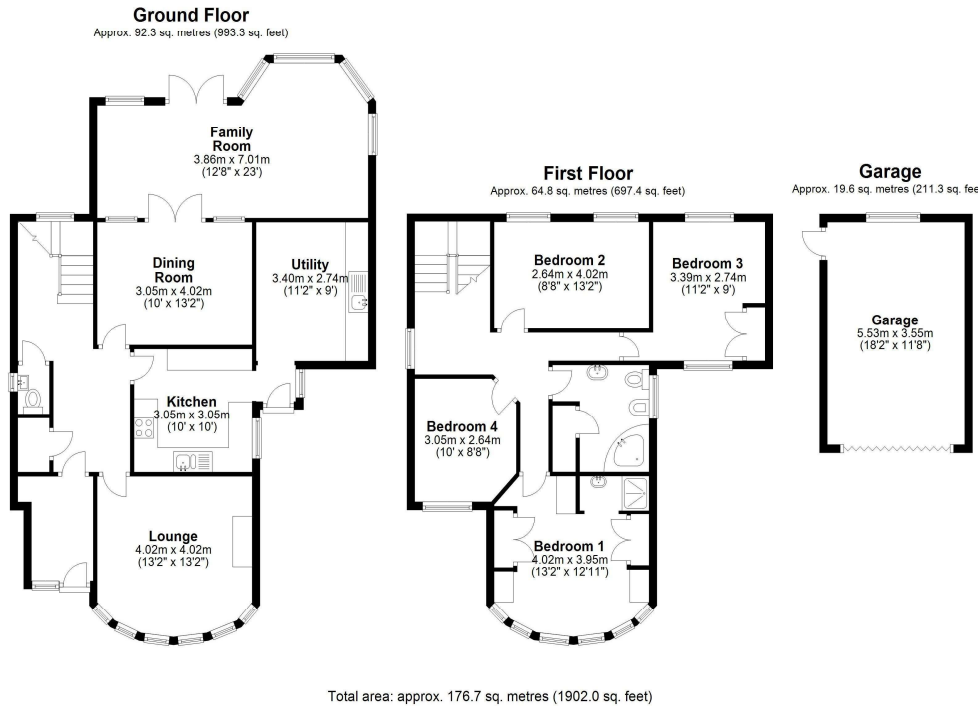 Ground Floor
Approx. 92.3 sq. metres (993.3 sq. feet)
Family
Room
3.86m x 7.01m
(12'8" x 23')
Dining
Room
3.05m x 4.02m
(10' x 13'2")
Utility
3.40m x 2.74m
(11'2" x 9')
Kitchen
3.05m x 3.05m
(10' x 10')
Lounge
4.02m x 4.02m
(13'2" x 13'2")
First Floor
Approx. 64.8 sq. metres (697.4 sq. feet)
Bedroom 2
2.64m x 4.02m
(8'8" x 13'2")
Bedroom 3
3.39m x 2.74m
(11'2" x 9')
Bedroom 4
3.05m x 2.64m
(10' x 8'8")
Bedroom 1
4.02m x 3.95m
(13'2" x 12'11")
Garage
Approx. 19.6 sq. metres (211.3 sq. fee
Garage
5.53m x 3.55m
(18'2" x 11'8")
Total area: approx. 176.7 sq. metres (1902.0 sq. feet)